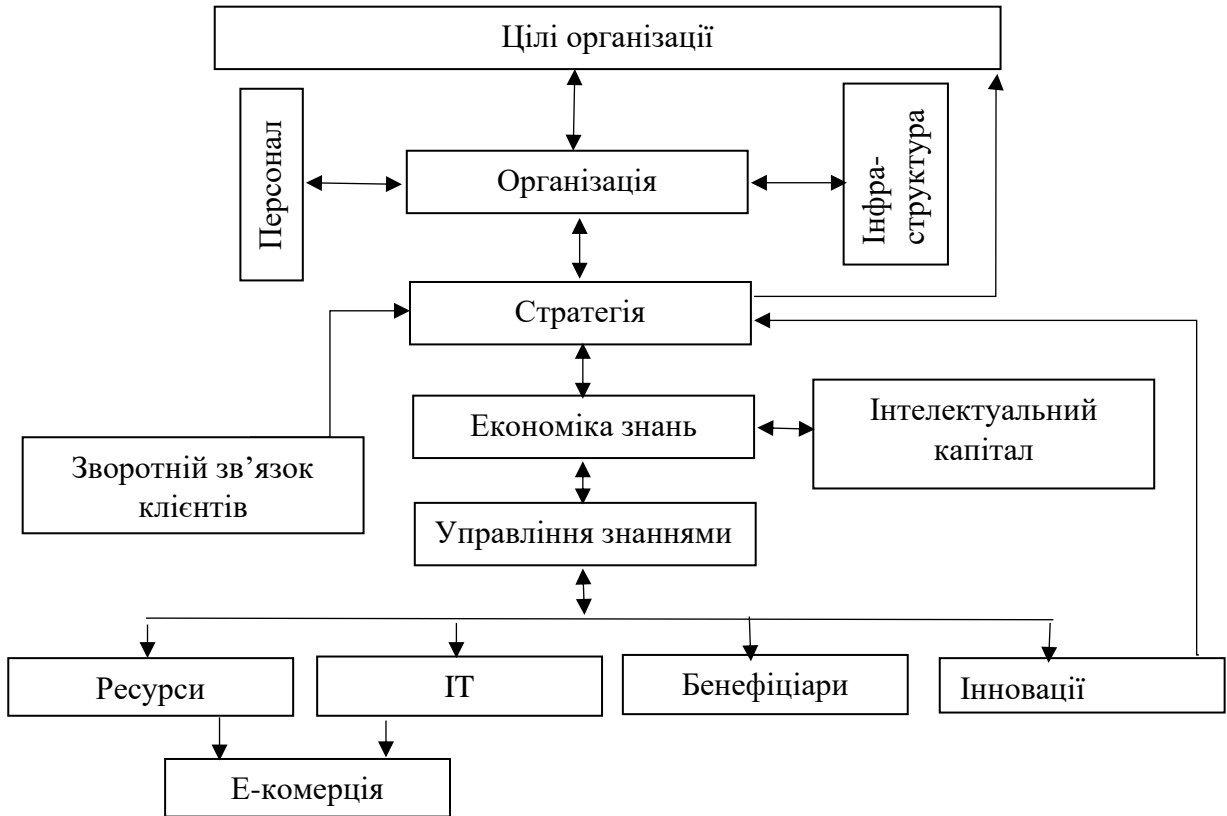 Цілі організації
Персонал
Організація
Інфра-
структура
Стратегія
Економіка знань
Інтелектуальний
капітал
Зворотній зв’язок
клієнтів
Управління знаннями
Ресурси
ІТ
Бенефіціари
Інновації
Е-комерція